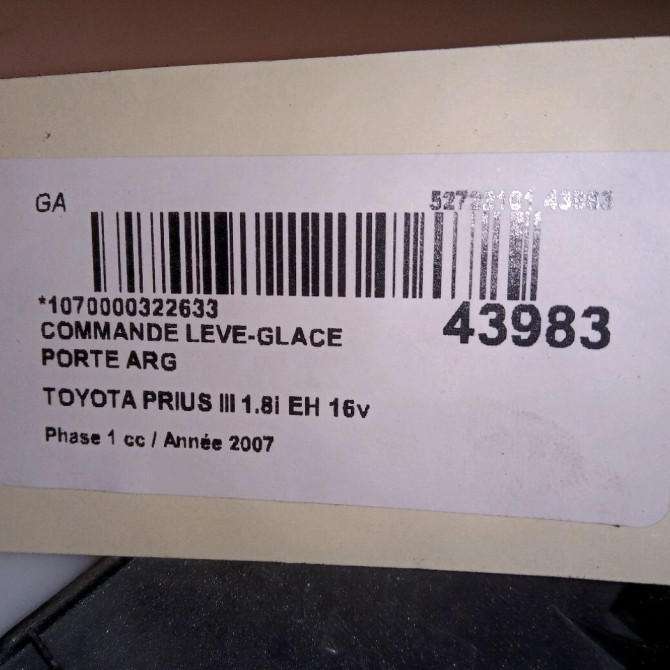 GA
43983
*1070000322633
43983
COMMANDE LEVE-GLACE
PORTE ARG
TOYOTA PRIUS III 1.8i EH 16v
Phase 1 cc / Année 2007